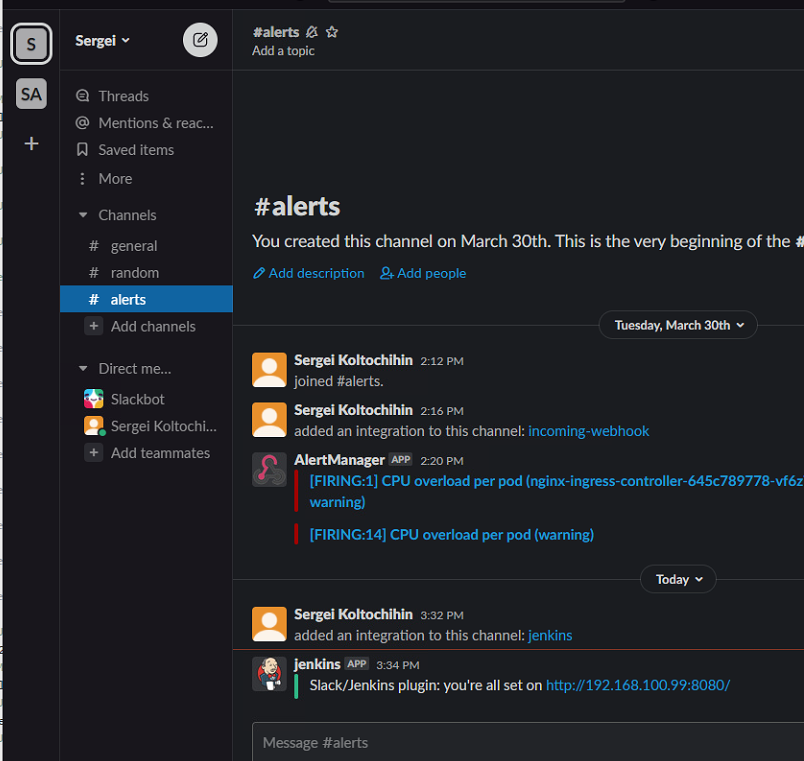 S
SA
+
Sergei
Threads
Mentions & reac...
Saved items
More
Channels
# general
# random
# alerts
+ Add channels
Direct me...
Slackbot
Sergei Koltochi...
+ Add teammates
#alerts
Add a topic
#alerts
You created this channel on March 30th. This is the very beginning of the #
Add description Add people
Tuesday, March 30th
Sergei Koltochihin 2:12 PM
joined #alerts.
Sergei Koltochihin 2:16 PM
added an integration to this channel: incoming-webhook
AlertManager APP 2:20 PM
[FIRING:1] CPU overload per pod (nginx-ingress-controller-645c789778-vf6z
warning)
[FIRING:14] CPU overload per pod (warning)
Today
Sergei Koltochihin 3:32 PM
added an integration to this channel: jenkins
jenkins APP 3:34 PM
Slack/Jenkins plugin: you're all set on http://192.168.100.99:8080/
Message #alerts